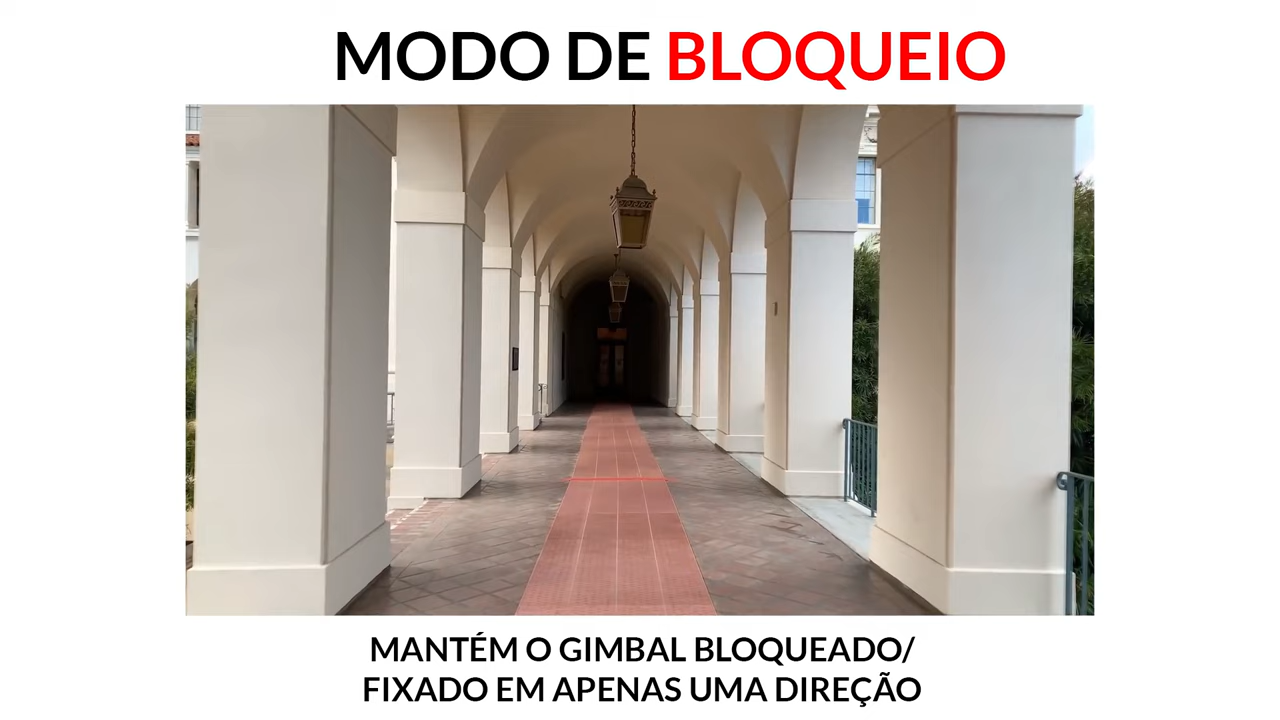 MODO DE BLOQUEIO
MANTÉM O GIMBAL BLOQUEADO/
FIXADO EM APENAS UMA DIREÇÃO